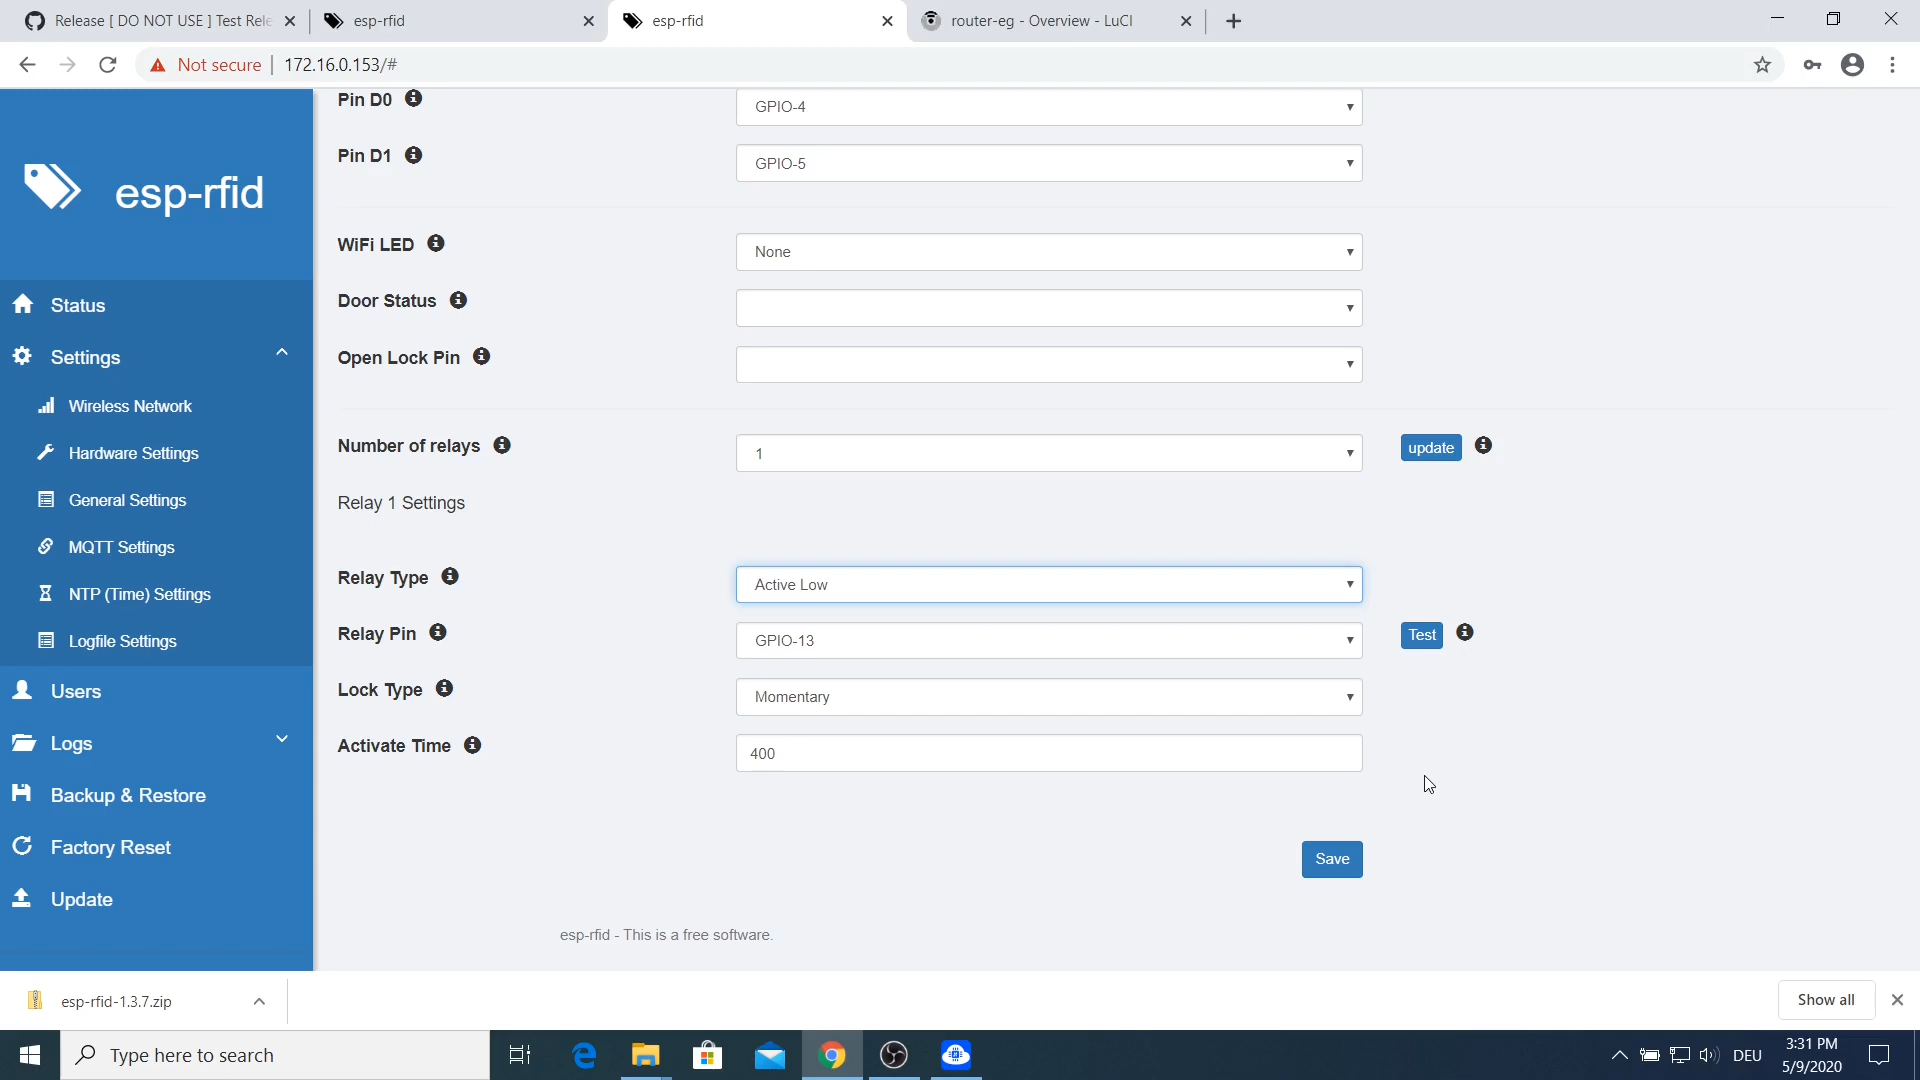 Release [ DO NOT USE ] Test Rele
esp-rfid
esp-rfid
router-eg - Overview - LuCI
Not secure
172.16.0.153/#
esp-rfid
Status
Settings
Wireless Network
Hardware Settings
General Settings
MQTT Settings
NTP (Time) Settings
Logfile Settings
Users
Logs
Backup & Restore
Factory Reset
Update
Pin D0
GPIO-4
Pin D1
GPIO-5
WiFi LED
None
Door Status
Open Lock Pin
Number of relays
1
update
Relay 1 Settings
Relay Type
Active Low
Relay Pin
GPIO-13
Test
Lock Type
Momentary
Activate Time
400
Save
esp-rfid - This is a free software.
esp-rfid-1.3.7.zip
Show all
Type here to search
DEU
3:31 PM
5/9/2020